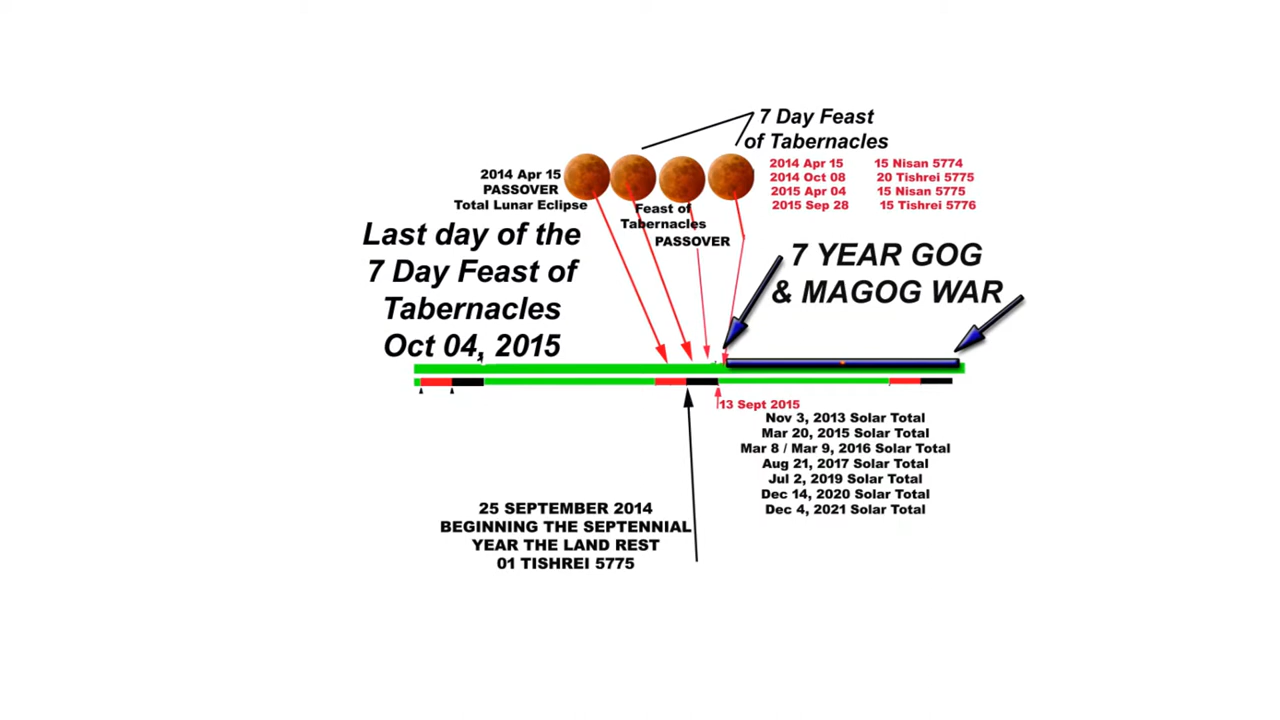 7 Day Feast
of Tabernacles
2014 Apr 15 15 Nisan 5774
2014 Oct 08 20 Tishrei 5775
2015 Apr 04 15 Nisan 5775
2015 Sep 28 15 Tishrei 5776
2014 Apr 15
PASSOVER
Total Lunar Eclipse
Feast of
Tabernacles
PASSOVER
Last day of the
7 Day Feast of
Tabernacles
Oct 04, 2015
7 YEAR GOG
& MAGOG WAR
13 Sept 2015
Nov 3, 2013 Solar Total
Mar 20, 2015 Solar Total
Mar 8 / Mar 9, 2016 Solar Total
Aug 21, 2017 Solar Total
Jul 2, 2019 Solar Total
Dec 14, 2020 Solar Total
Dec 4, 2021 Solar Total
25 SEPTEMBER 2014
BEGINNING THE SEPTENNIAL
YEAR THE LAND REST
01 TISHREI 5775